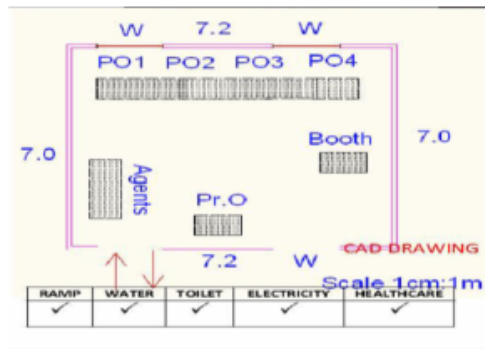 W 7.2 W
PO1 PO2 PO3 PO4
7.0 Agents Booth 7.0
Pr.O
7.2 W CAD DRAWING
Scale 1cm:1m
RAMP WATER TOILET ELECTRICITY HEALTHCARE
✓ ✓ ✓ ✓ ✓